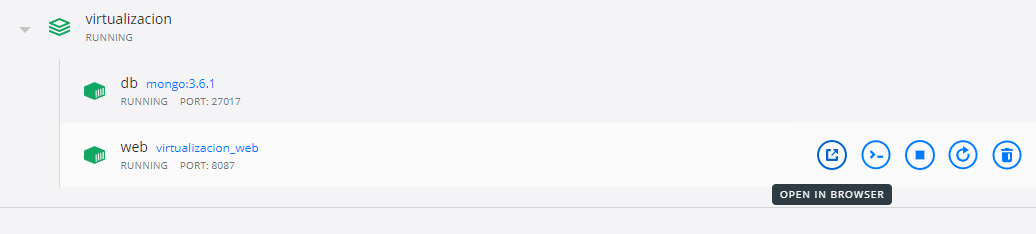 virtualizacion
RUNNING
db mongo:3.6.1
RUNNING PORT: 27017
web virtualizacion_web
RUNNING PORT: 8087
OPEN IN BROWSER